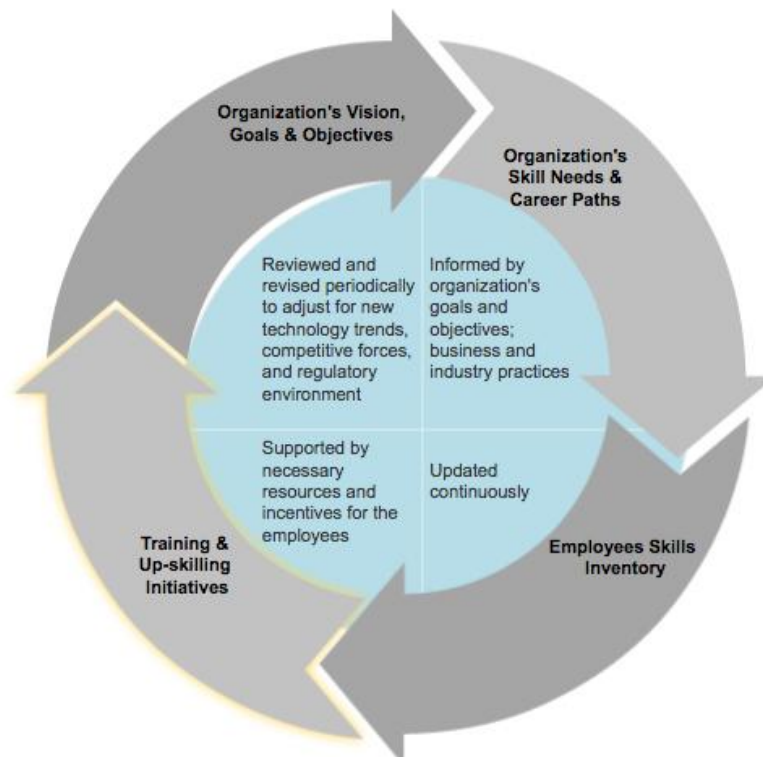 Organization's Vision,
Goals & Objectives
Organization's
Skill Needs &
Career Paths
Reviewed and
revised periodically
to adjust for new
technology trends,
competitive forces,
and regulatory
environment
Informed by
organization's
goals and
objectives;
business and
industry practices
Supported by
necessary
resources and
incentives for the
employees
Updated
continuously
Training &
Up-skilling
Initiatives
Employees Skills
Inventory